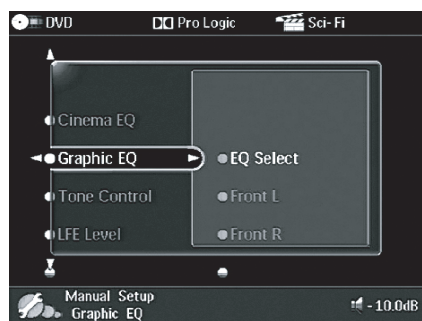 DVD Pro Logic Sci-Fi
Cinema EQ
Graphic EQ
EQ Select
Tone Control
Front L
LFE Level
Front R
Manual Setup
Graphic EQ
- 10.0dB